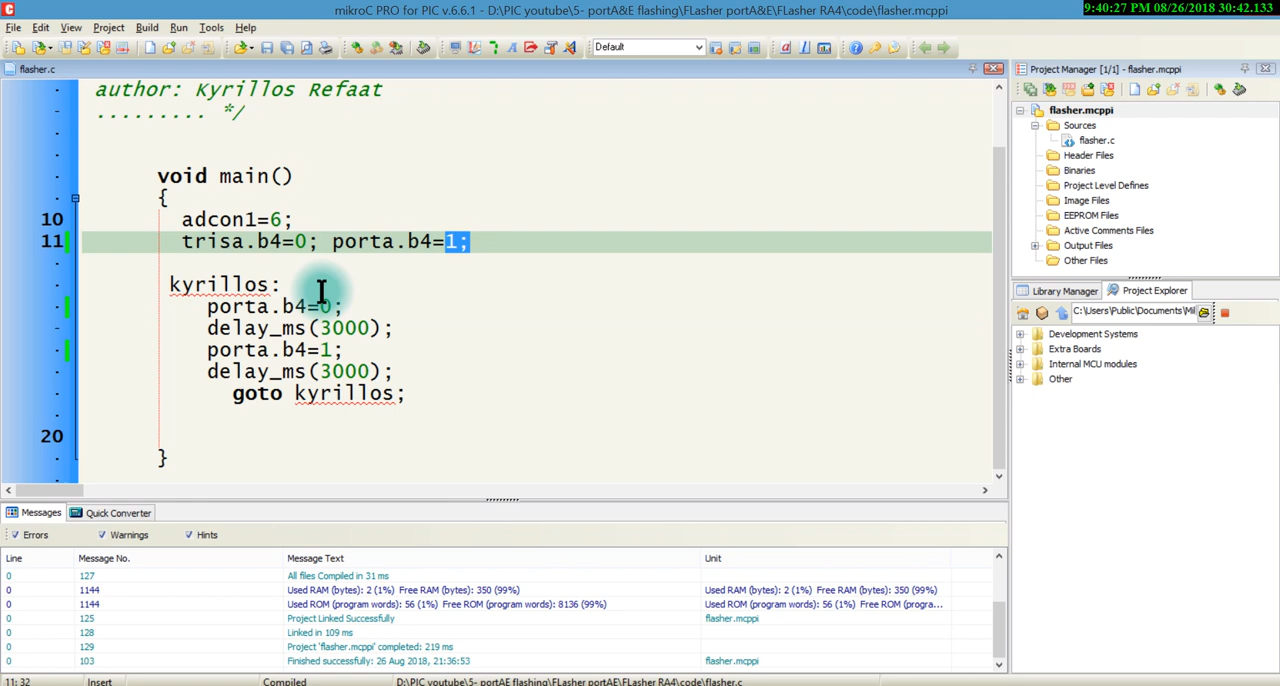 mikroC PRO for PIC v.6.6.1 - D:\PIC youtube\5- portA&E flashing\FLasher portA&E\FLasher RA4\code\flasher.mcppi
9:40:27 PM 08/26/2018 30:42.133
File Edit View Project Build Run Tools Help
Default
flasher.c
author: Kyrillos Refaat
......... */
void main()
{
10 adcon1=6;
11 trisa.b4=0; porta.b4=1;
kyrillos:
porta.b4=0;
delay_ms(3000);
porta.b4=1;
delay_ms(3000);
goto kyrillos;
20
}
Project Manager [1/1] - flasher.mcppi
flasher.mcppi
Sources
flasher.c
Header Files
Binaries
Project Level Defines
Image Files
EEPROM Files
Active Comments Files
Output Files
Other Files
Library Manager Project Explorer
C:\Users\Public\Documents\Mi
Development Systems
Extra Boards
Internal MCU modules
Other
Messages Quick Converter
Errors Warnings Hints
Line Message No. Message Text Unit
0 127 All files Compiled in 31 ms
0 1144 Used RAM (bytes): 2 (1%) Free RAM (bytes): 350 (99%) Used RAM (bytes): 2 (1%) Free RAM (bytes): 350 (99%)
0 1144 Used ROM (program words): 56 (1%) Free ROM (program words): 8136 (99%) Used ROM (program words): 56 (1%) Free ROM (progra...
0 125 Project Linked Successfully flasher.mcppi
0 128 Linked in 109 ms
0 129 Project 'flasher.mcppi' completed: 219 ms
0 103 Finished successfully: 26 Aug 2018, 21:36:53 flasher.mcppi
11: 32 Insert Compiled D:\PIC youtube\5- portAE flashing\FLasher portAE\FLasher RA4\code\flasher.c